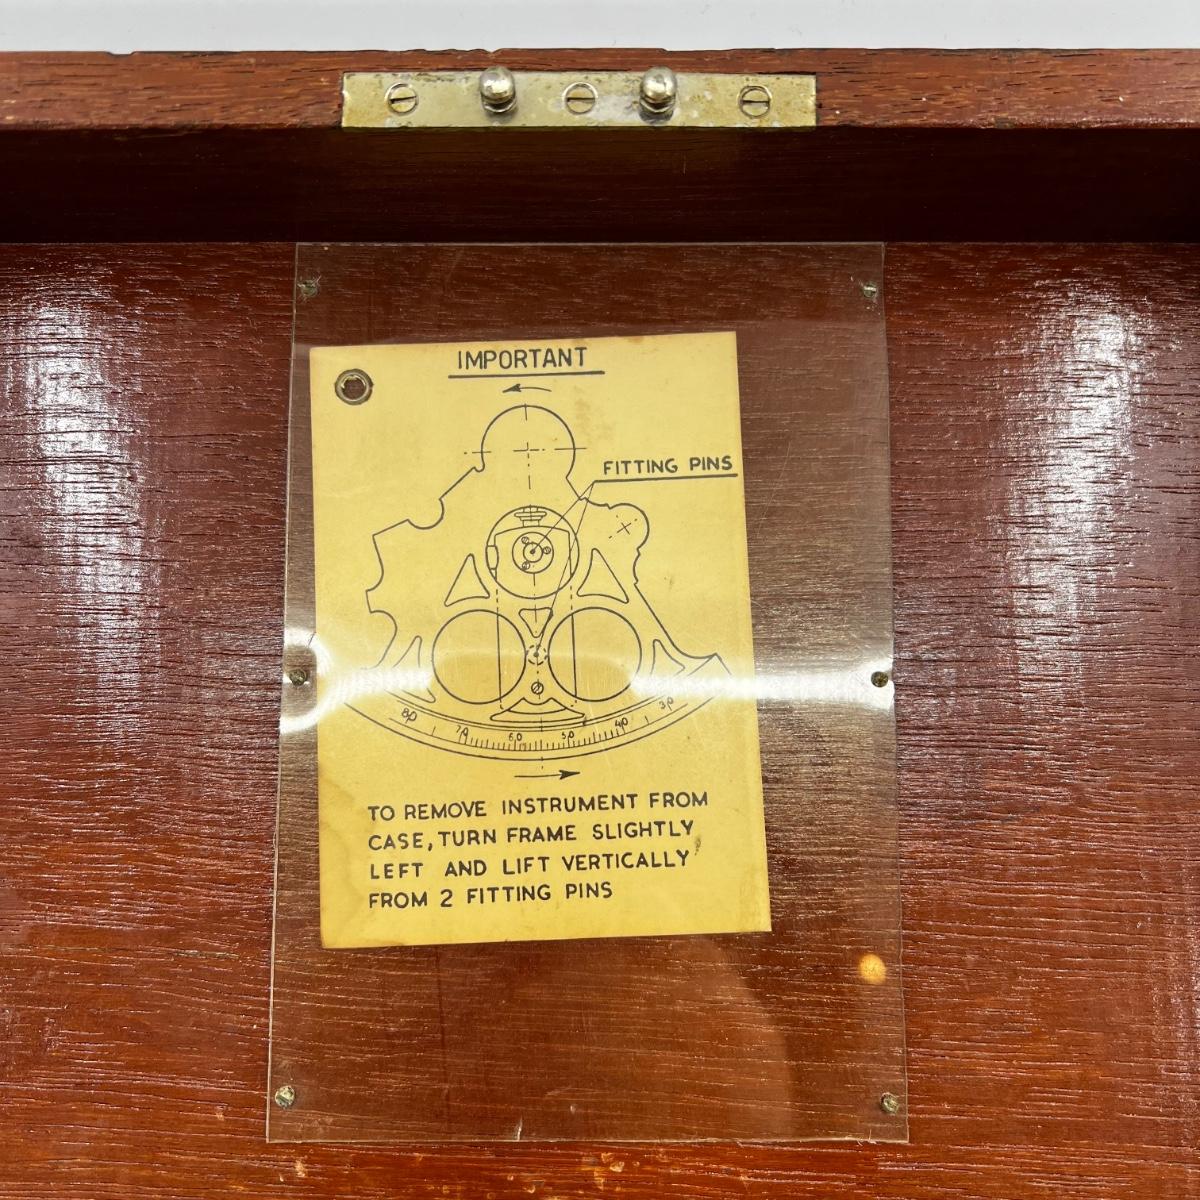 IMPORTANT
FITTING PINS
80 70 60 50 40 30
TO REMOVE INSTRUMENT FROM
CASE, TURN FRAME SLIGHTLY
LEFT AND LIFT VERTICALLY
FROM 2 FITTING PINS